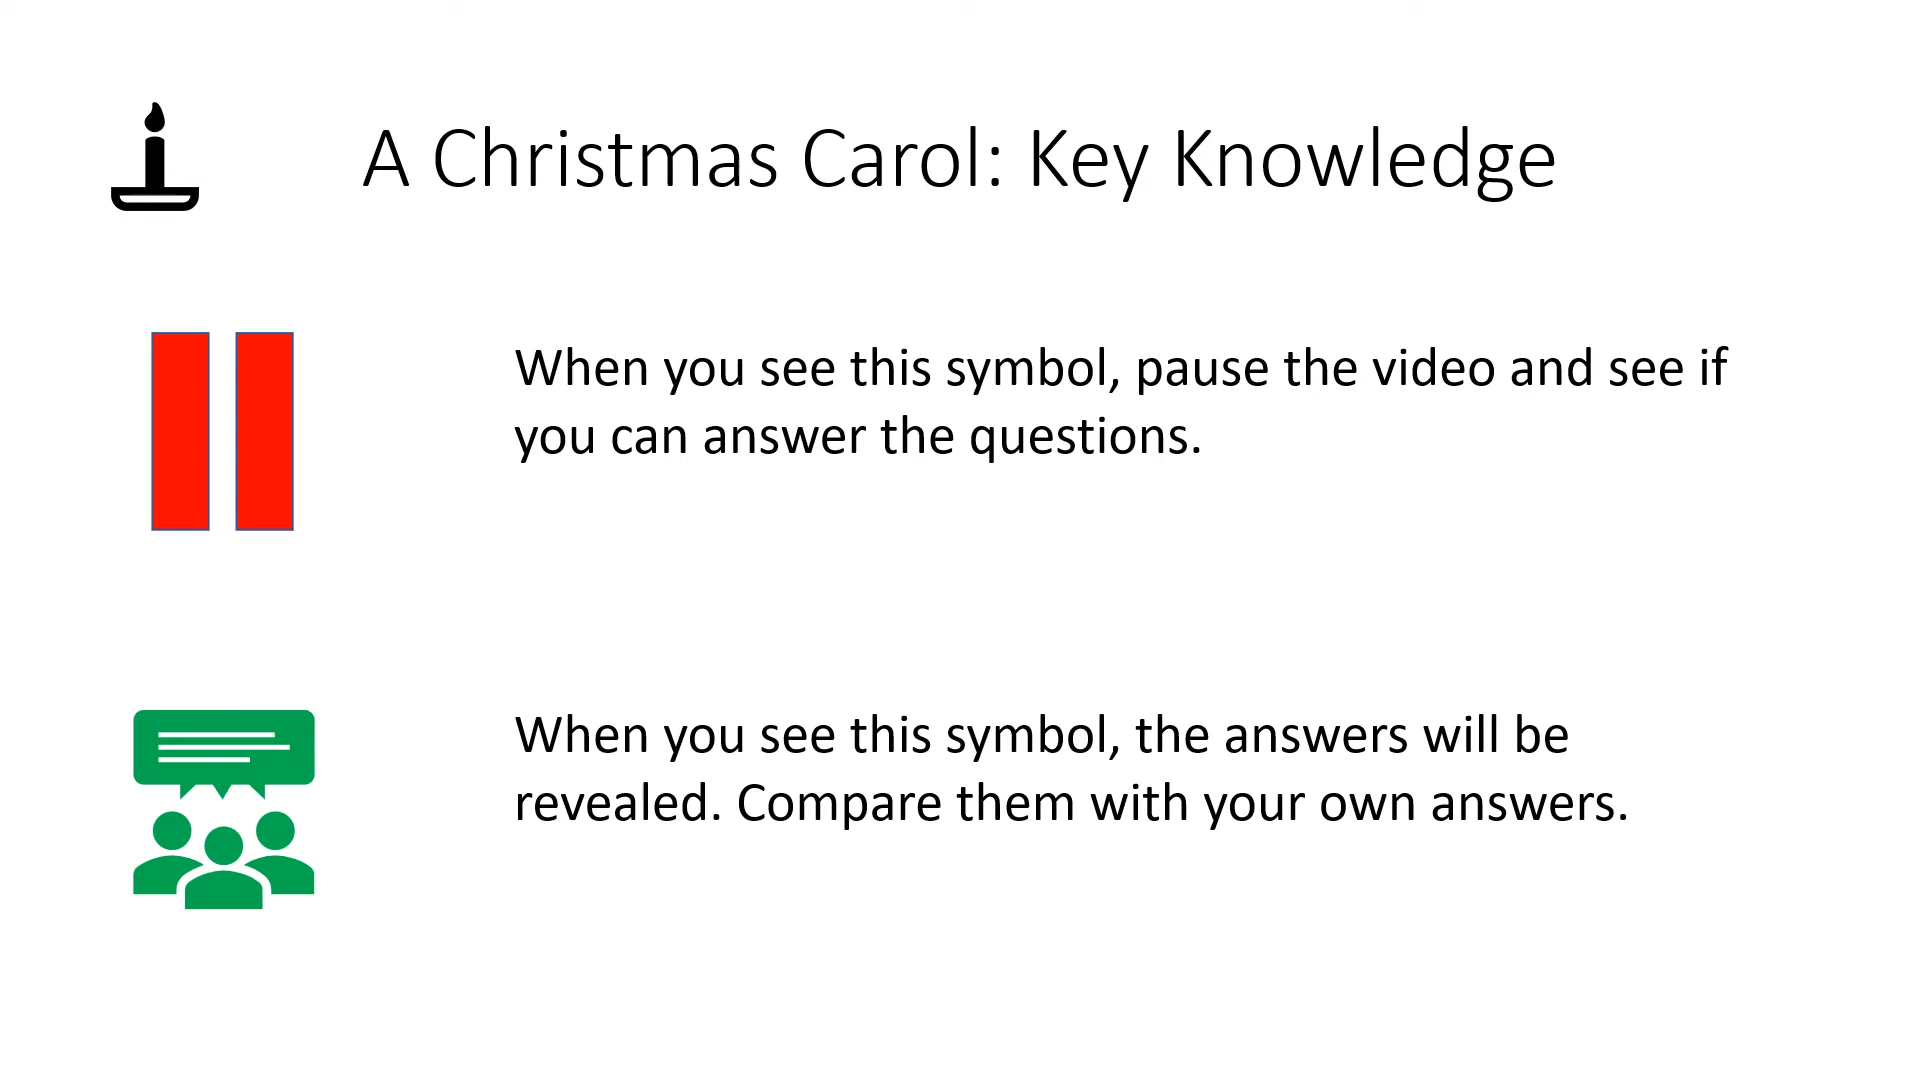 A Christmas Carol: Key Knowledge
When you see this symbol, pause the video and see if
you can answer the questions.
When you see this symbol, the answers will be
revealed. Compare them with your own answers.